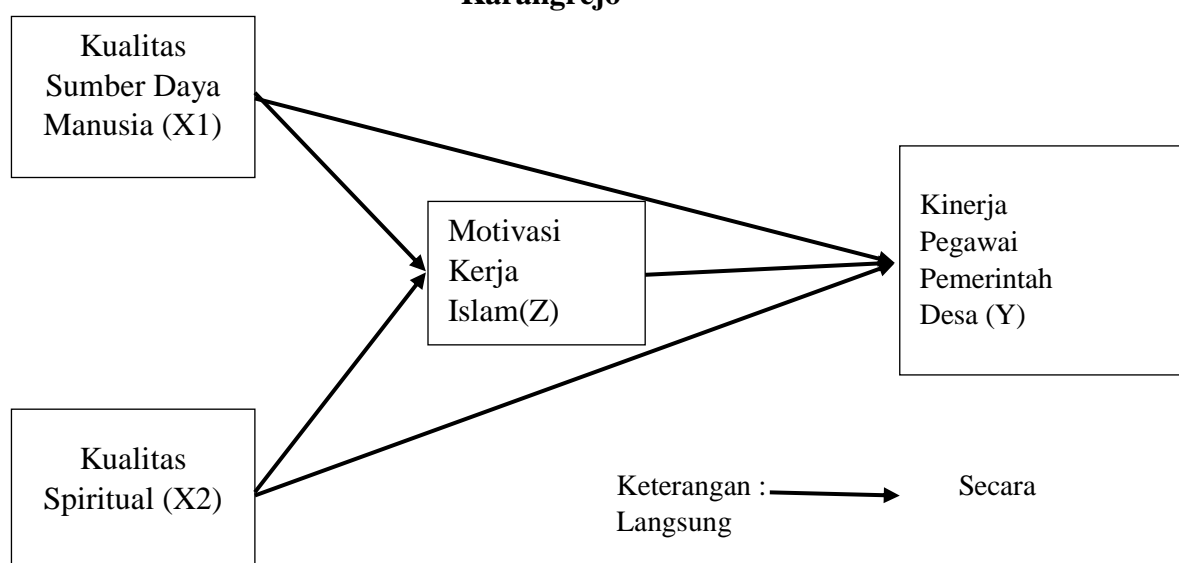 Karangrejo
Kualitas
Sumber Daya
Manusia (X1)
Motivasi
Kerja
Islam(Z)
Kinerja
Pegawai
Pemerintah
Desa (Y)
Kualitas
Spiritual (X2)
Keterangan : Secara
Langsung